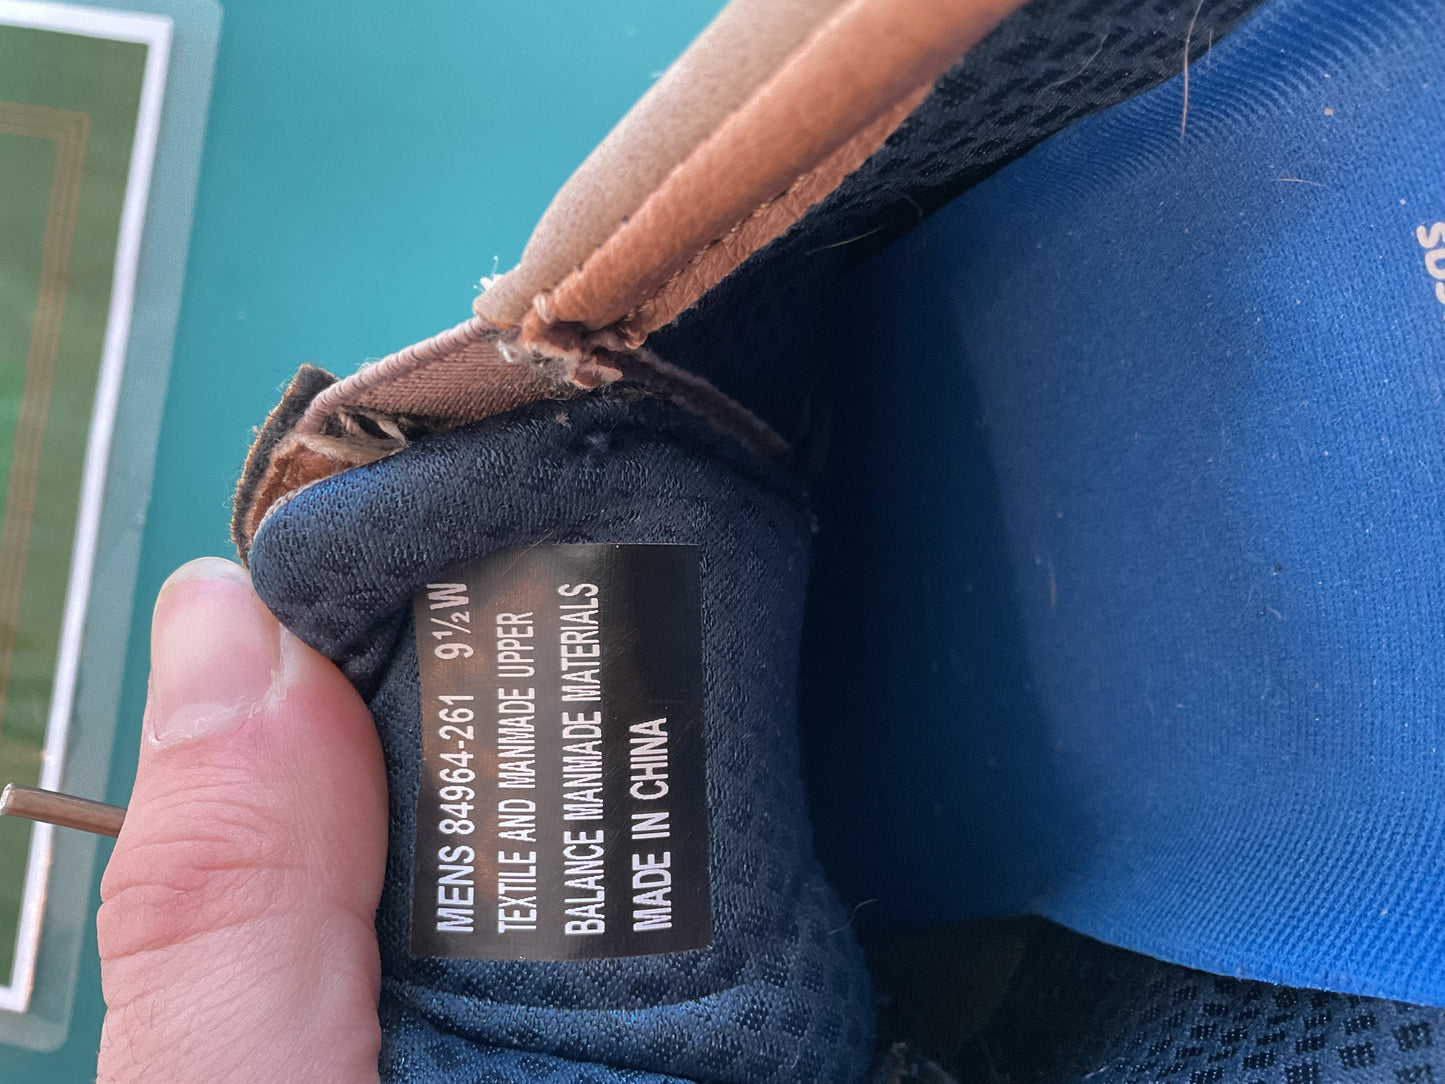 MENS 84964-261 9½W
TEXTILE AND MANMADE UPPER
BALANCE MANMADE MATERIALS
MADE IN CHINA